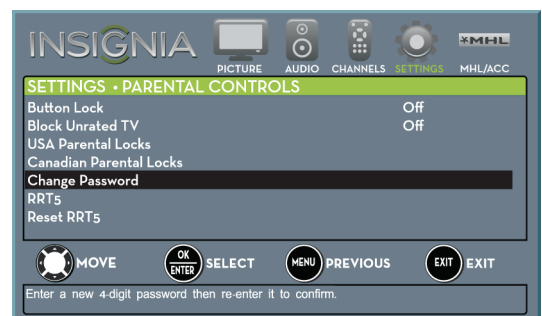 INSIGNIA
PICTURE AUDIO CHANNELS SETTINGS MHL/ACC
MHL
SETTINGS • PARENTAL CONTROLS
Button Lock Off
Block Unrated TV Off
USA Parental Locks
Canadian Parental Locks
Change Password
RRT5
Reset RRT5
MOVE OK ENTER SELECT MENU PREVIOUS EXIT EXIT
Enter a new 4-digit password then re-enter it to confirm.